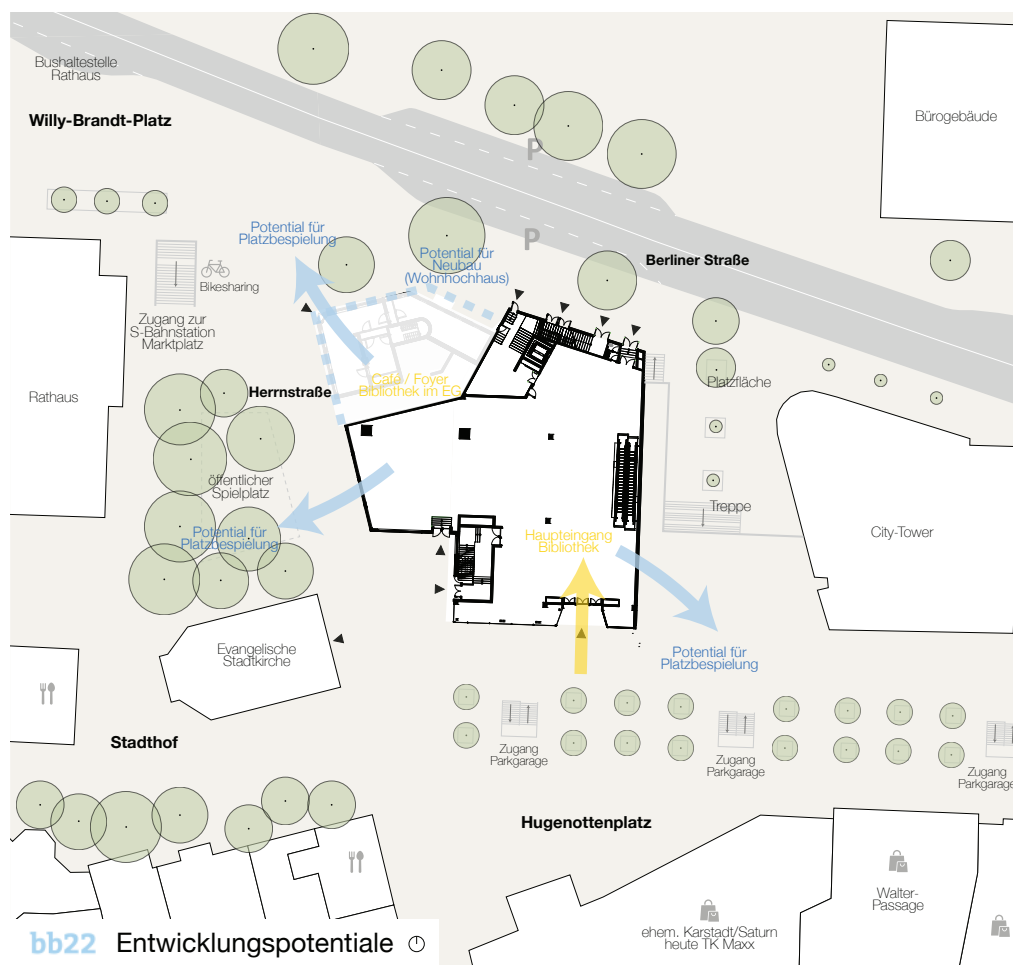 Bushaltestelle
Rathaus
Willy-Brandt-Platz
Bürogebäude
P
P
Potential für
Platzbespielung
Potential für
Neubau
(Wohnhochhaus)
Berliner Straße
Bikesharing
Zugang zur
S-Bahnstation
Marktplatz
Rathaus
Herrnstraße
Café / Foyer
Bibliothek im EG
Platzfläche
öffentlicher
Spielplatz
Treppe
Potential für
Platzbespielung
Haupteingang
Bibliothek
City-Tower
Evangelische
Stadtkirche
Potential für
Platzbespielung
Stadthof
Zugang
Parkgarage
Zugang
Parkgarage
Zugang
Parkgarage
Hugenottenplatz
Walter-
Passage
ehem. Karstadt/Saturn
heute TK Maxx
bb22 Entwicklungspotentiale